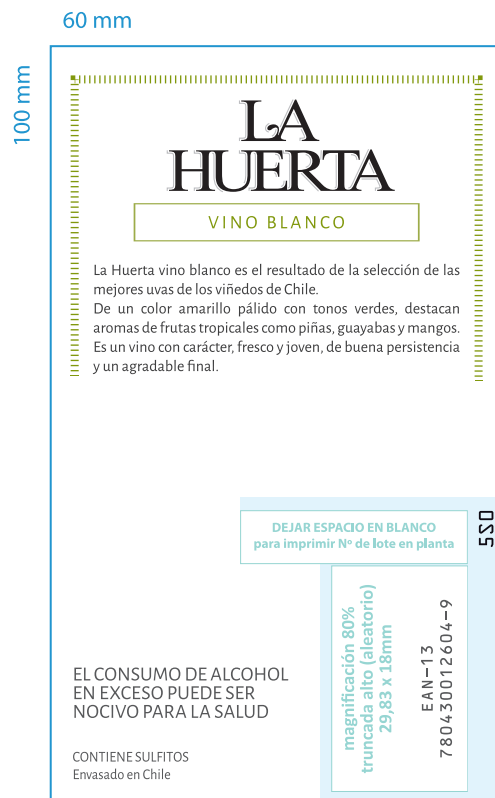 60 mm
100 mm
LA
HUERTA
VINO BLANCO
La Huerta vino blanco es el resultado de la selección de las
mejores uvas de los viñedos de Chile.
De un color amarillo pálido con tonos verdes, destacan
aromas de frutas tropicales como piñas, guayabas y mangos.
Es un vino con carácter, fresco y joven, de buena persistencia
y un agradable final.
DEJAR ESPACIO EN BLANCO
para imprimir Nº de lote en planta
520
magnificación 80%
truncada alto (aleatorio)
29,83 x 18mm
EAN-13
780430012604-9
EL CONSUMO DE ALCOHOL
EN EXCESO PUEDE SER
NOCIVO PARA LA SALUD
CONTIENE SULFITOS
Envasado en Chile